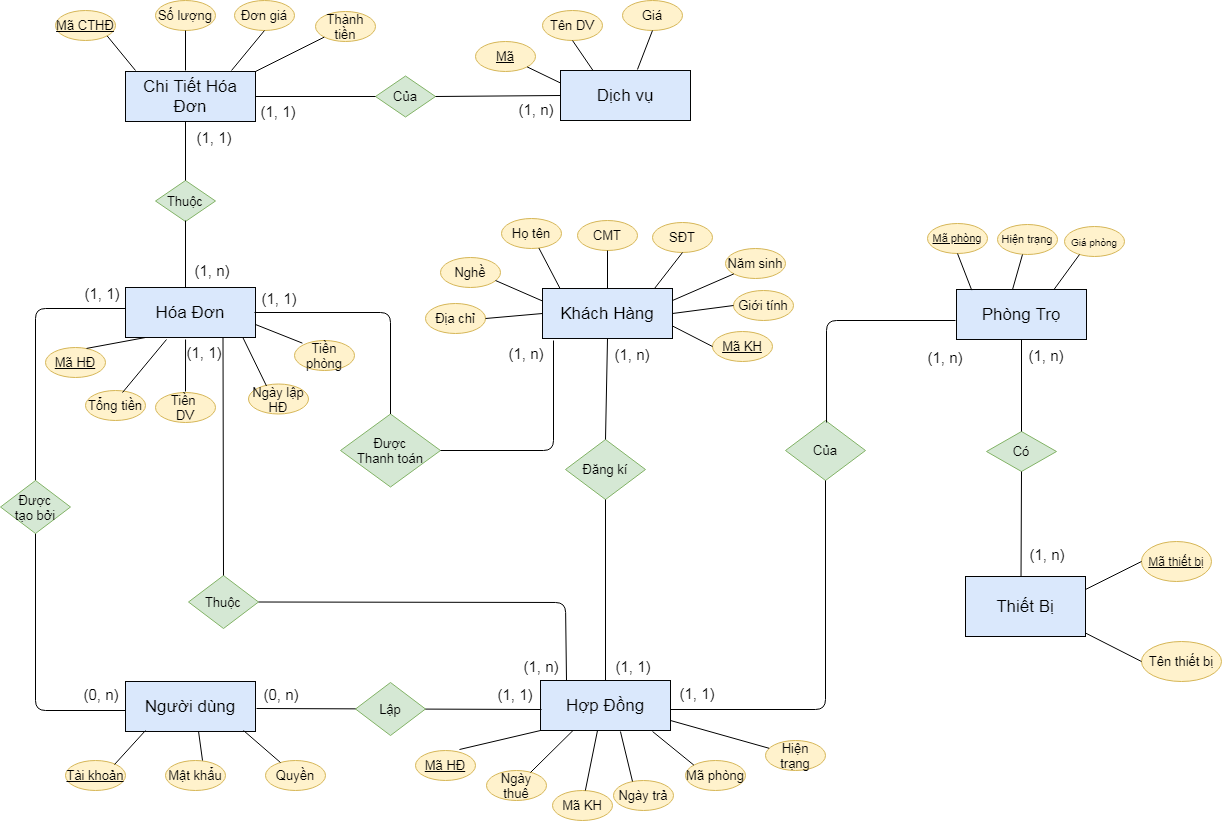 Mã CTHĐ
Số lượng
Đơn giá
Thành
tiền
Tên DV
Giá
Mã
Chi Tiết Hóa
Đơn
Của
Dịch vụ
(1, 1)
(1, n)
(1, 1)
Thuộc
(1, n)
Họ tên
CMT
SĐT
Mã phòng
Hiện trạng
Giá phòng
Nghề
Năm sinh
(1, 1)
Hóa Đơn
(1, 1)
Địa chỉ
Khách Hàng
Giới tính
Phòng Trọ
Mã HĐ
(1, 1)
Tiền
phòng
(1, n)
(1, n)
Mã KH
(1, n)
(1, n)
Tổng tiền
Tiền
DV
Ngày lập
HĐ
Được
Thanh toán
Đăng kí
Của
Có
Được
tạo bởi
(1, n)
Mã thiết bị
Thuộc
Thiết Bị
Tên thiết bị
(1, n)
(1, 1)
(0, n)
Người dùng
(0, n)
Lập
(1, 1)
Hợp Đồng
(1, 1)
Tài khoản
Mật khẩu
Quyền
Mã HĐ
Ngày
thuê
Mã KH
Ngày trả
Mã phòng
Hiện
trạng